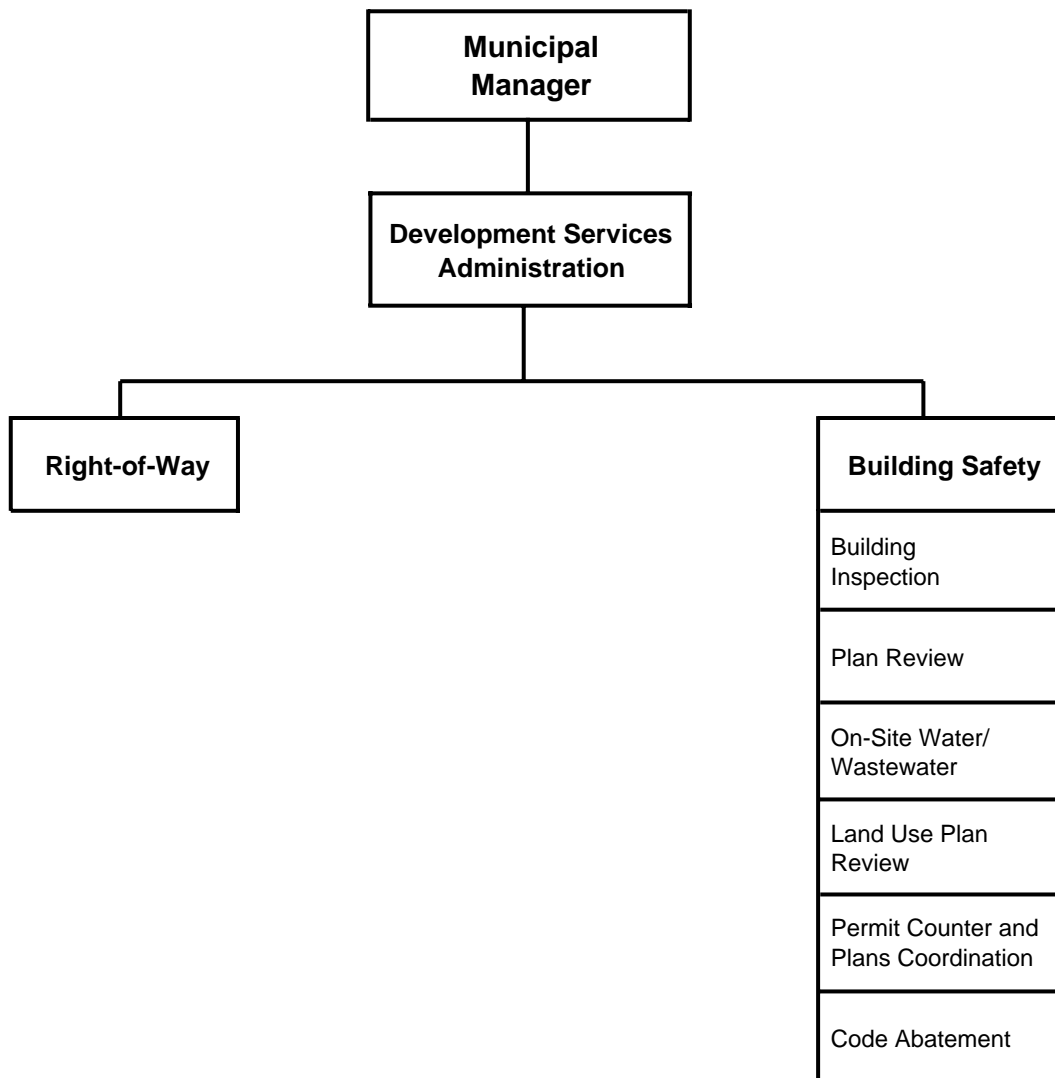 Municipal
Manager
Development Services
Administration
Right-of-Way
Building Safety
Building
Inspection
Plan Review
On-Site Water/
Wastewater
Land Use Plan
Review
Permit Counter and
Plans Coordination
Code Abatement